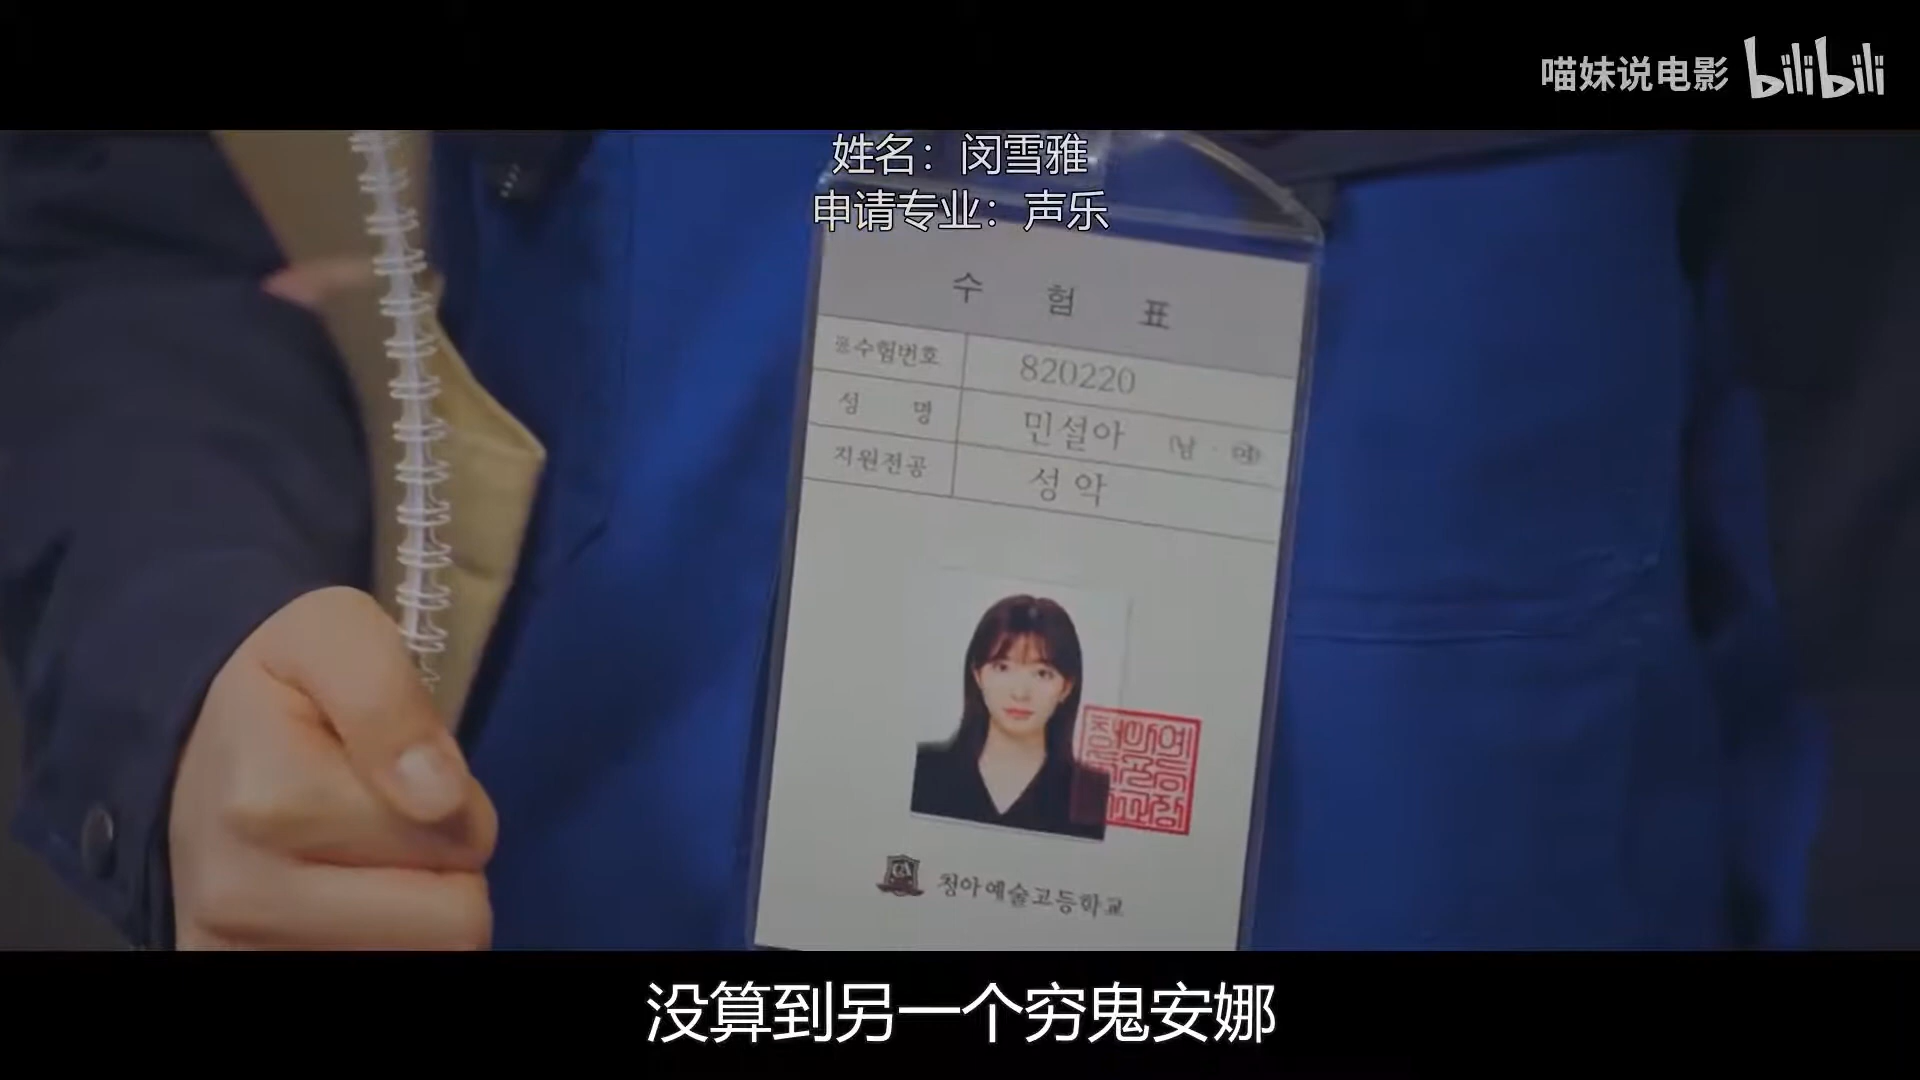 喵妹说电影 bilibili
姓名：闵雪雅
申请专业：声乐
수 험 표
수험번호 820220
성 명 민설아 (남 · 여)
지원전공 성악
청아예술고등학교
没算到另一个穷鬼安娜